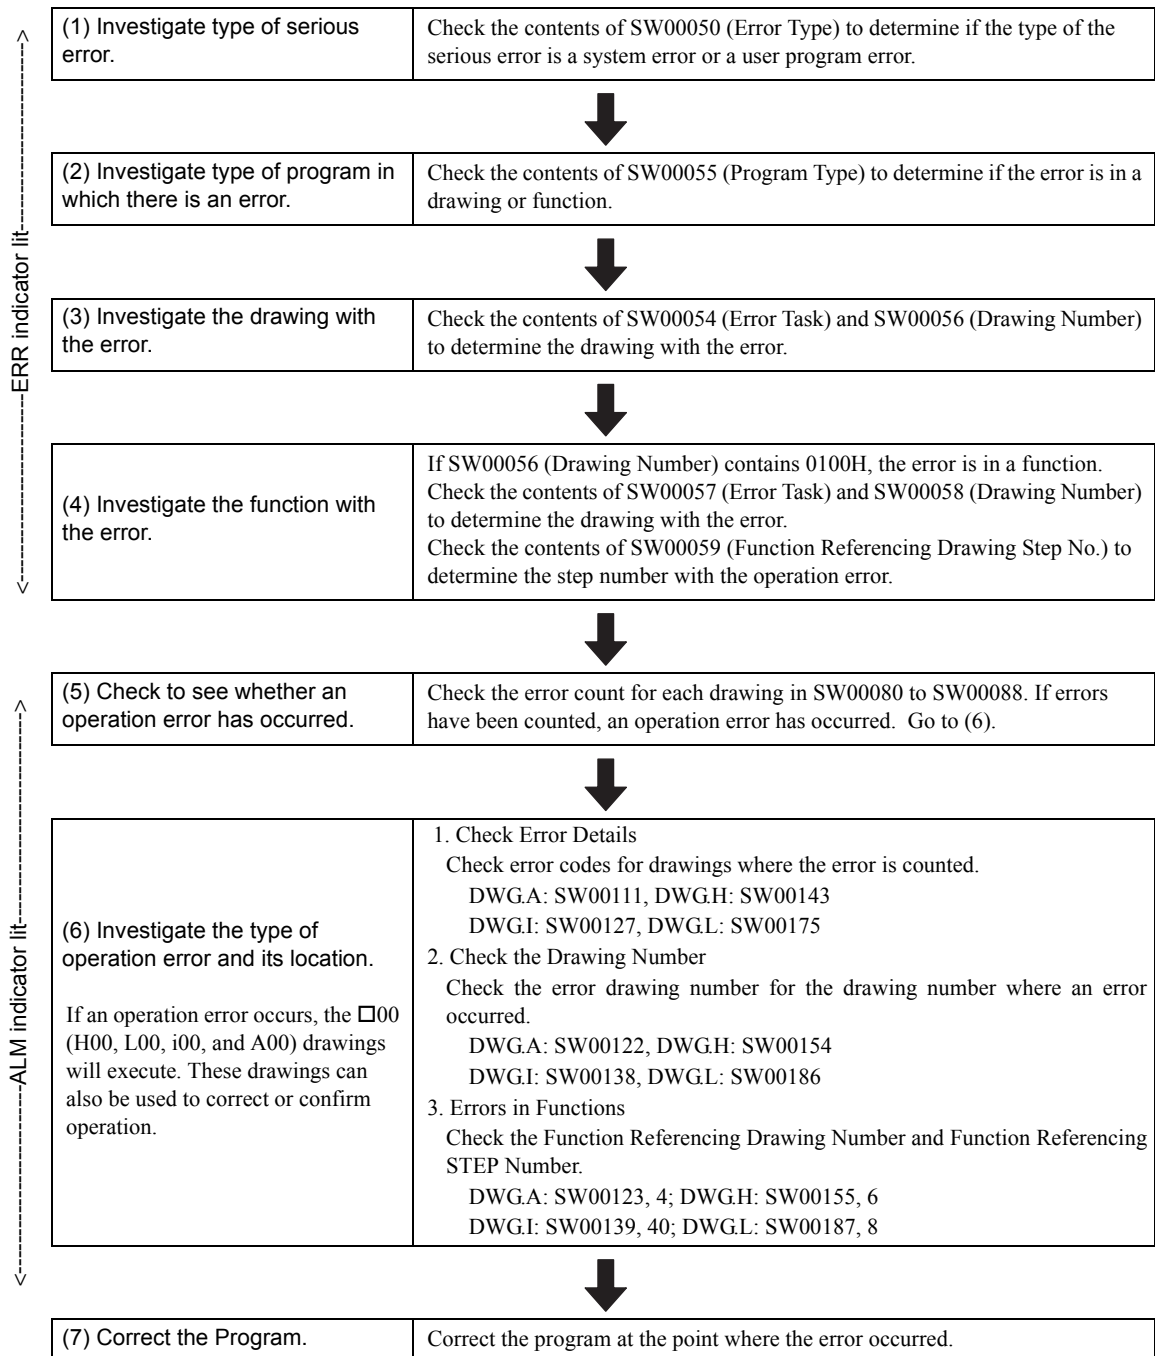 <---------------------ERR indicator lit--------------------->
(1) Investigate type of serious
error.
Check the contents of SW00050 (Error Type) to determine if the type of the
serious error is a system error or a user program error.
(2) Investigate type of program in
which there is an error.
Check the contents of SW00055 (Program Type) to determine if the error is in a
drawing or function.
(3) Investigate the drawing with
the error.
Check the contents of SW00054 (Error Task) and SW00056 (Drawing Number)
to determine the drawing with the error.
(4) Investigate the function with
the error.
If SW00056 (Drawing Number) contains 0100H, the error is in a function.
Check the contents of SW00057 (Error Task) and SW00058 (Drawing Number)
to determine the drawing with the error.
Check the contents of SW00059 (Function Referencing Drawing Step No.) to
determine the step number with the operation error.
<---------------------ALM indicator lit--------------------->
(5) Check to see whether an
operation error has occurred.
Check the error count for each drawing in SW00080 to SW00088. If errors
have been counted, an operation error has occurred. Go to (6).
(6) Investigate the type of
operation error and its location.
If an operation error occurs, the □00
(H00, L00, i00, and A00) drawings
will execute. These drawings can
also be used to correct or confirm
operation.
1. Check Error Details
Check error codes for drawings where the error is counted.
DWG.A: SW00111, DWG.H: SW00143
DWG.I: SW00127, DWG.L: SW00175
2. Check the Drawing Number
Check the error drawing number for the drawing number where an error
occurred.
DWG.A: SW00122, DWG.H: SW00154
DWG.I: SW00138, DWG.L: SW00186
3. Errors in Functions
Check the Function Referencing Drawing Number and Function Referencing
STEP Number.
DWG.A: SW00123, 4; DWG.H: SW00155, 6
DWG.I: SW00139, 40; DWG.L: SW00187, 8
(7) Correct the Program.
Correct the program at the point where the error occurred.